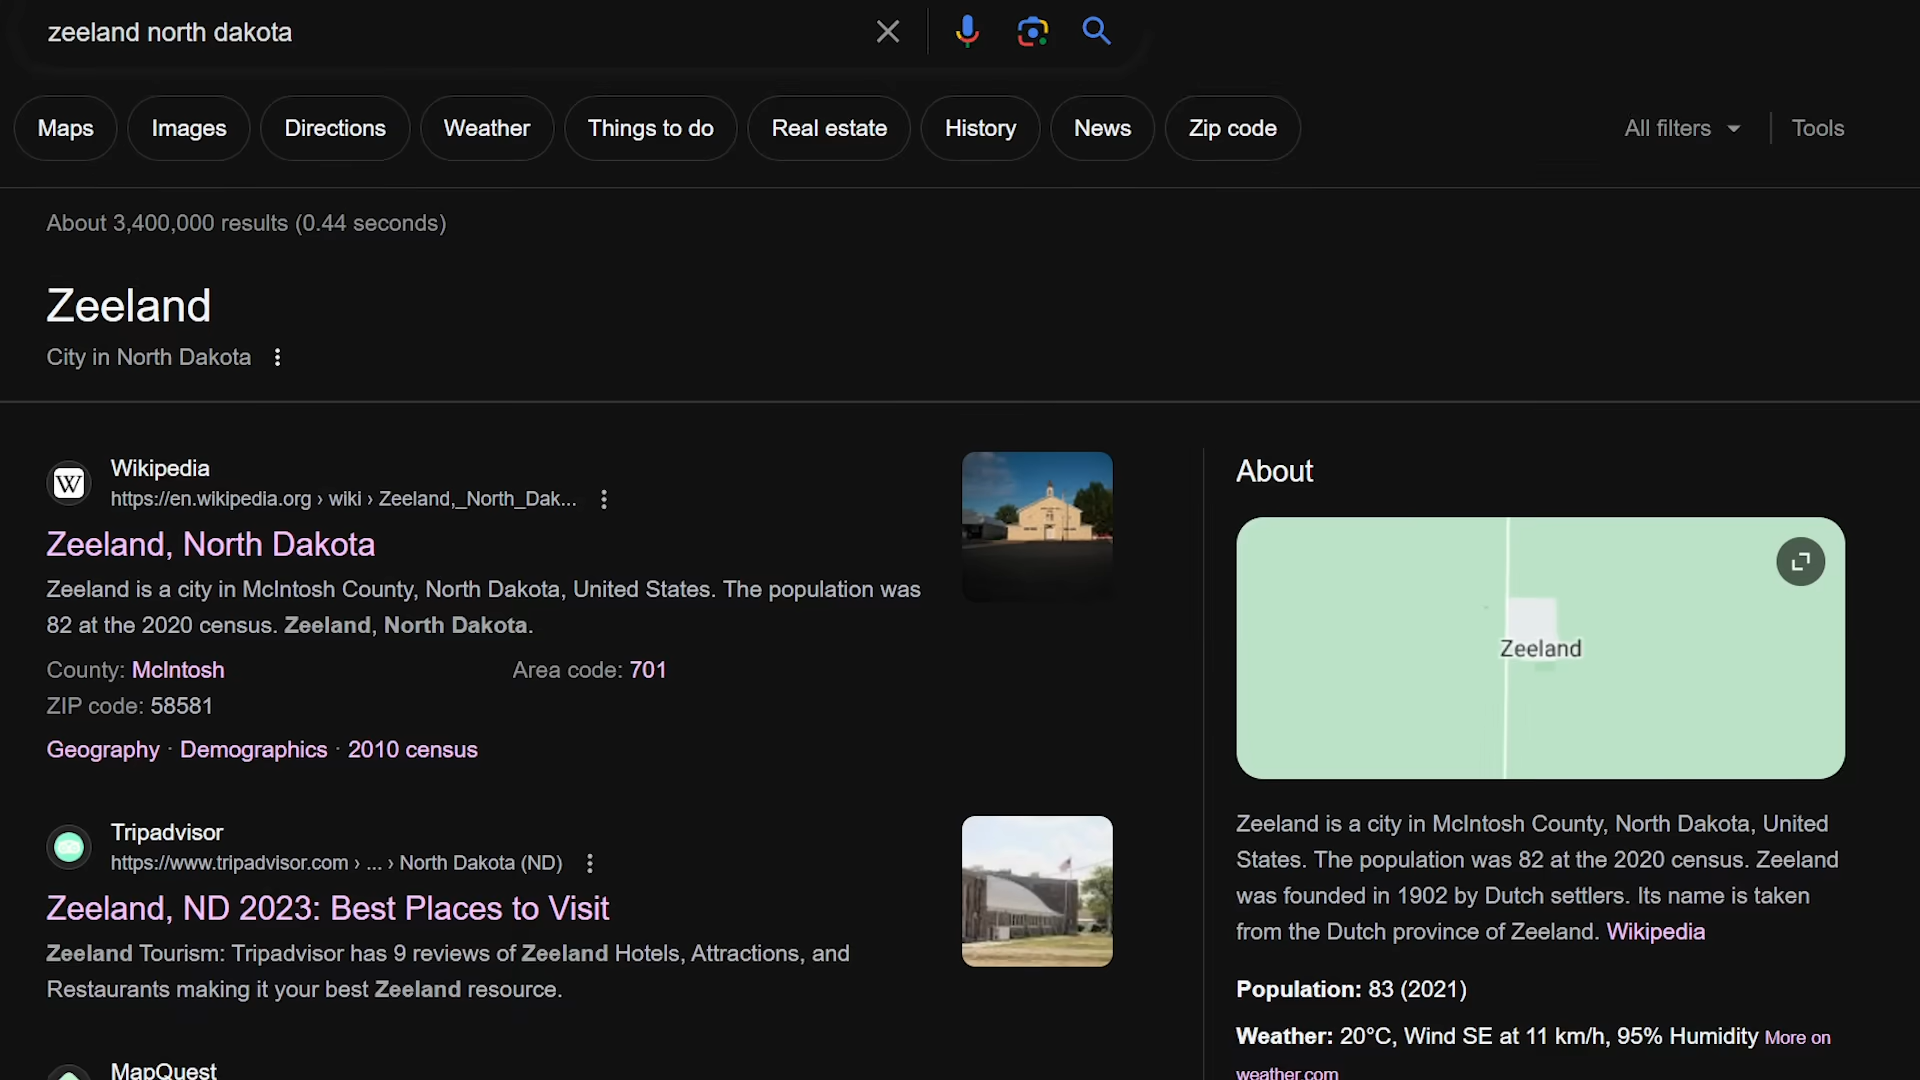 zeeland north dakota
Maps
Images
Directions
Weather
Things to do
Real estate
History
News
Zip code
All filters
Tools
About 3,400,000 results (0.44 seconds)
Zeeland
City in North Dakota
W
Wikipedia
https://en.wikipedia.org › wiki › Zeeland,_North_Dak...
Zeeland, North Dakota
Zeeland is a city in McIntosh County, North Dakota, United States. The population was
82 at the 2020 census. Zeeland, North Dakota.
County: McIntosh
Area code: 701
ZIP code: 58581
Geography · Demographics · 2010 census
Tripadvisor
https://www.tripadvisor.com › ... › North Dakota (ND)
Zeeland, ND 2023: Best Places to Visit
Zeeland Tourism: Tripadvisor has 9 reviews of Zeeland Hotels, Attractions, and
Restaurants making it your best Zeeland resource.
MapQuest
About
Zeeland
Zeeland is a city in McIntosh County, North Dakota, United
States. The population was 82 at the 2020 census. Zeeland
was founded in 1902 by Dutch settlers. Its name is taken
from the Dutch province of Zeeland. Wikipedia
Population: 83 (2021)
Weather: 20°C, Wind SE at 11 km/h, 95% Humidity More on
weather.com